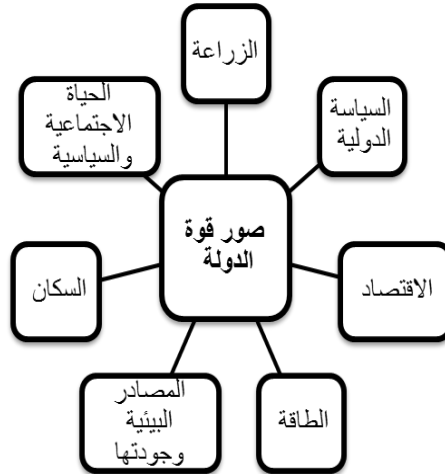 الزراعة
السياسة
الدولية
الاقتصاد
الطاقة
المصادر
البيئية
وجودتها
السكان
الحياة
الاجتماعية
والسياسية
صور قوة
الدولة